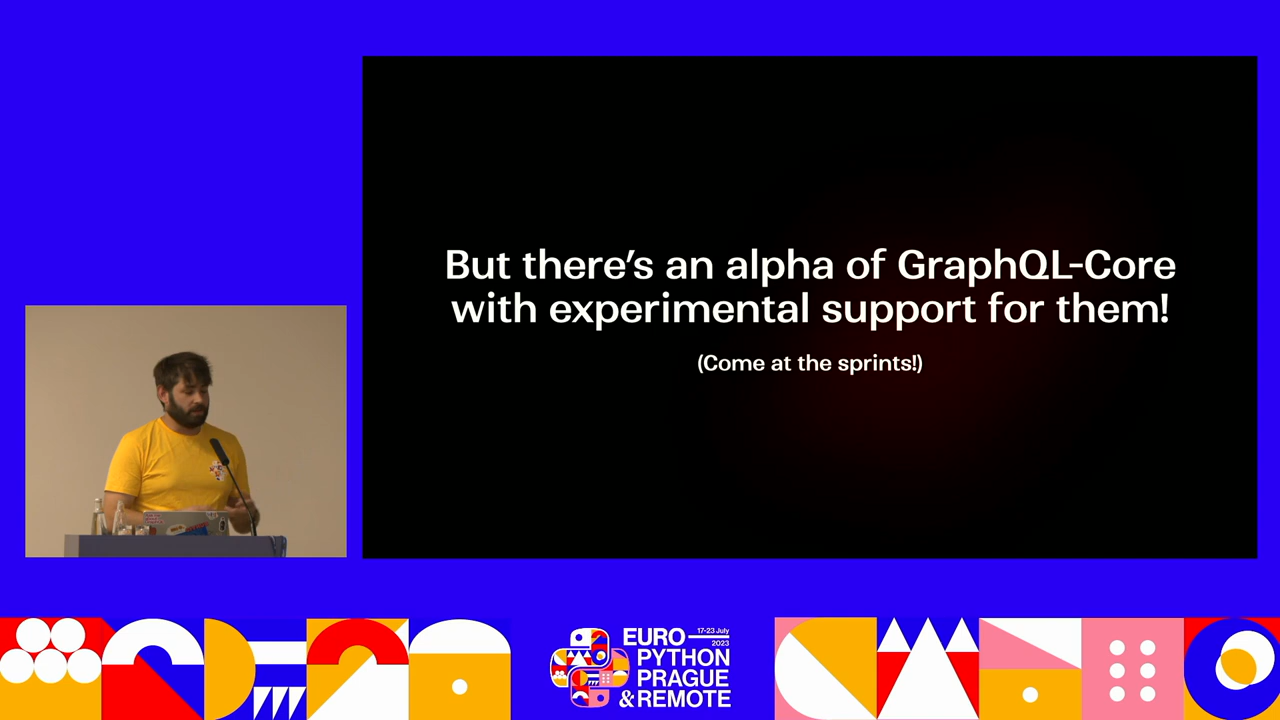 But there’s an alpha of GraphQL-Core
with experimental support for them!
(Come at the sprints!)
EURO
17-23 July
2023
PYTHON
PRAGUE
& REMOTE